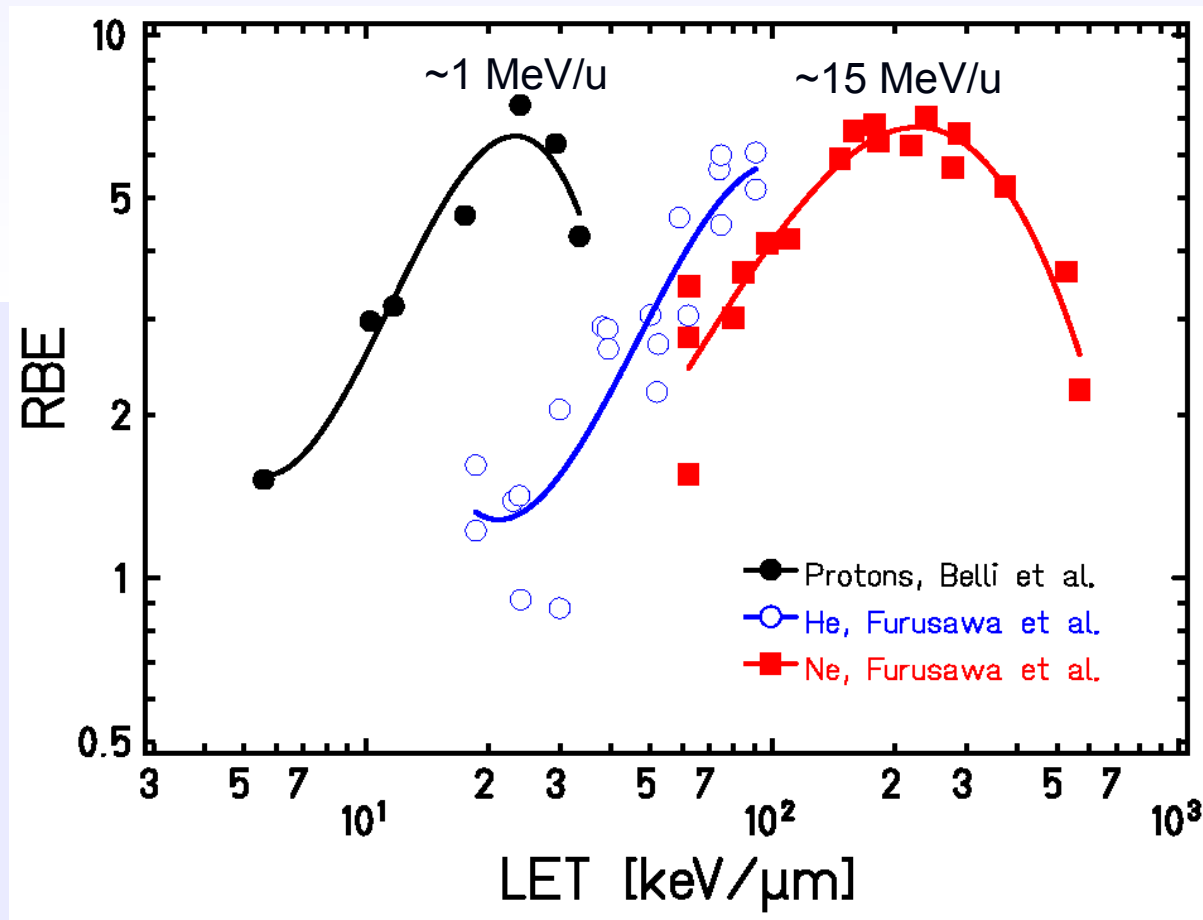 10
~1 MeV/u
~15 MeV/u
5
RBE
2
1
Protons, Belli et al.
He, Furusawa et al.
Ne, Furusawa et al.
0.5
3 5 7 2 3 5 7 2 3 5 7
10¹ 10² 10³
LET [keV/μm]